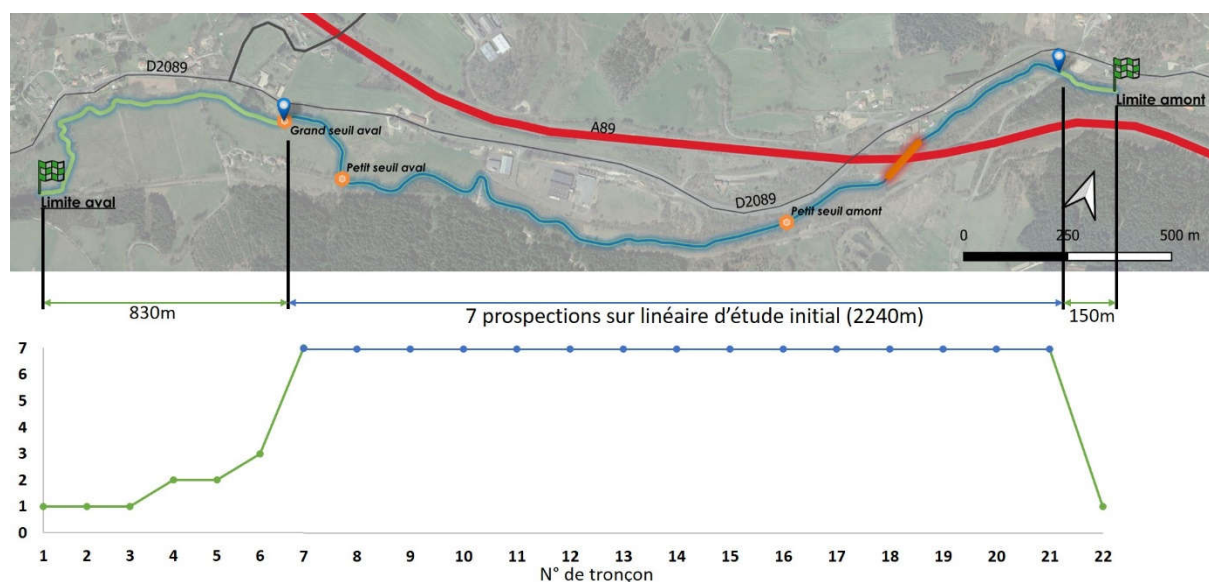 D2089
A89
Limite amont
Grand seuil aval
Petit seuil aval
Limite aval
D2089
Petit seuil amont
0 250 500 m
830m
7 prospections sur linéaire d'étude initial (2240m)
150m
7
6
5
4
3
2
1
0
1 2 3 4 5 6 7 8 9 10 11 12 13 14 15 16 17 18 19 20 21 22
N° de tronçon